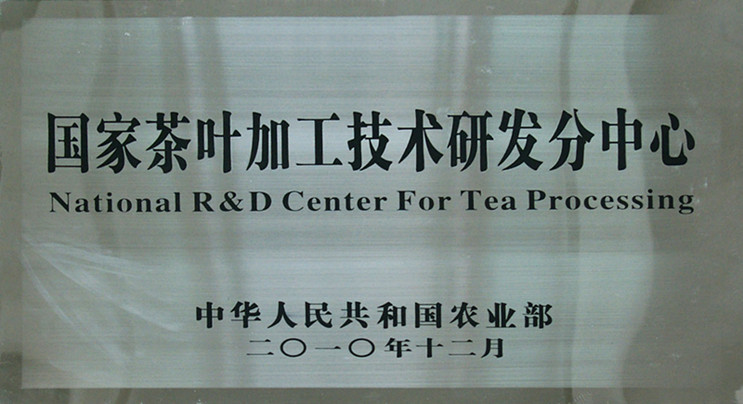 国家茶叶加工技术研发分中心
National R&D Center For Tea Processing
中华人民共和国农业部
二〇一〇年十二月